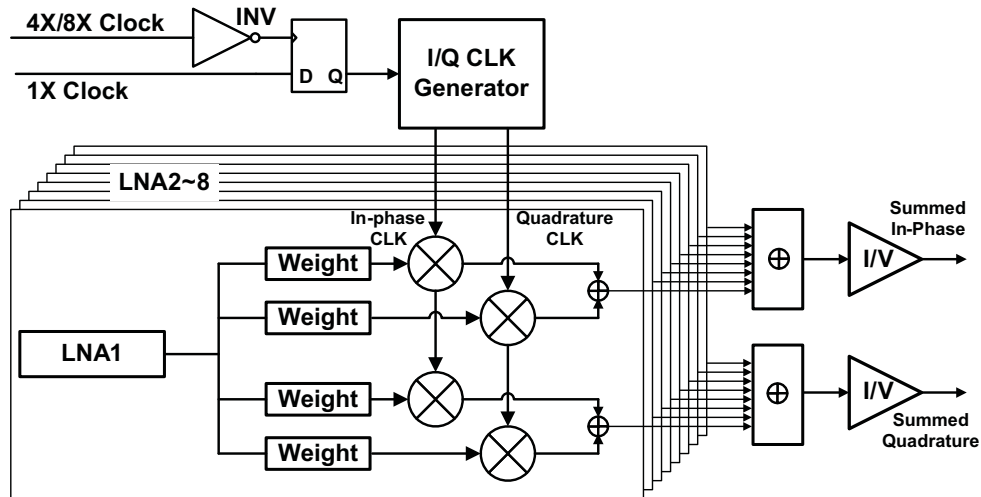 4X/8X Clock
INV
1X Clock
D Q
I/Q CLK
Generator
LNA2~8
In-phase
CLK
Quadrature
CLK
Weight
Weight
LNA1
Weight
Weight
Summed
In-Phase
I/V
I/V
Summed
Quadrature